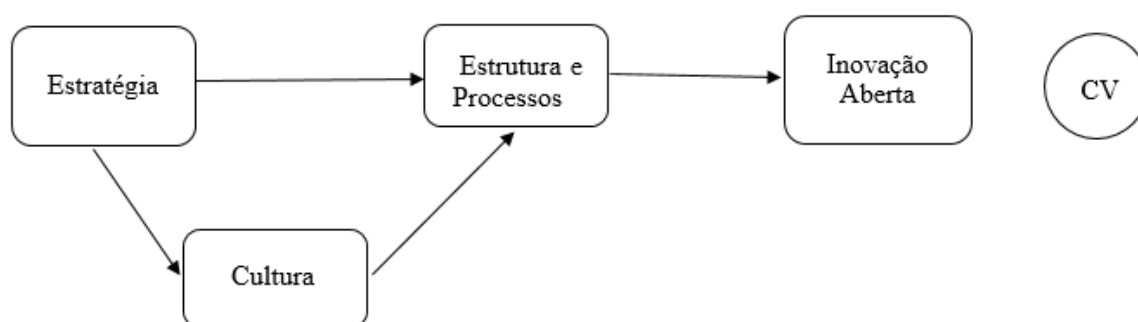 Estratégia
Estrutura e
Processos
Inovação
Aberta
CV
Cultura